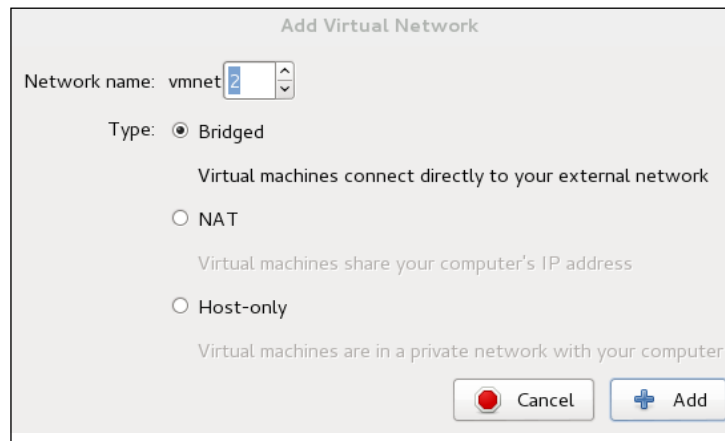 Add Virtual Network
Network name: vmnet 2
Type: Bridged
Virtual machines connect directly to your external network
NAT
Virtual machines share your computer's IP address
Host-only
Virtual machines are in a private network with your computer
Cancel Add